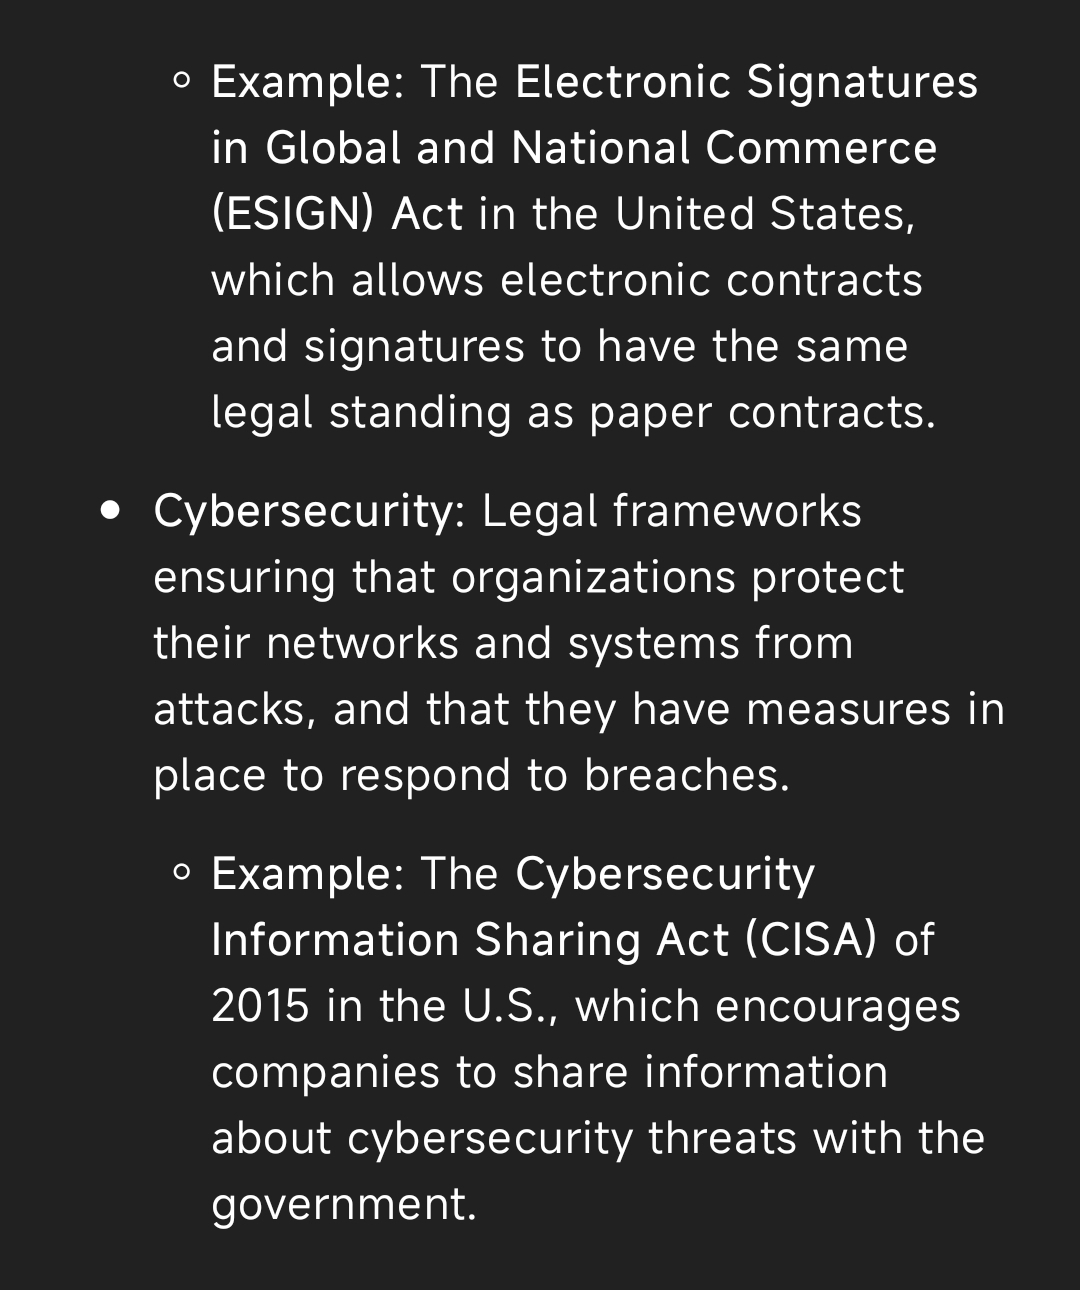 Example: The Electronic Signatures
in Global and National Commerce
(ESIGN) Act in the United States,
which allows electronic contracts
and signatures to have the same
legal standing as paper contracts.
Cybersecurity: Legal frameworks
ensuring that organizations protect
their networks and systems from
attacks, and that they have measures in
place to respond to breaches.
Example: The Cybersecurity
Information Sharing Act (CISA) of
2015 in the U.S., which encourages
companies to share information
about cybersecurity threats with the
government.